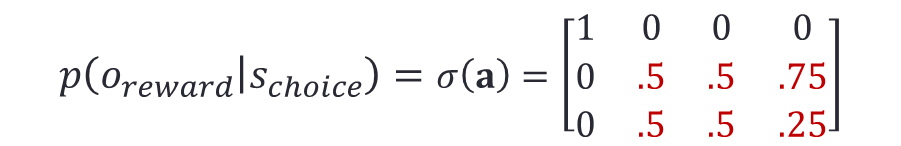 1 0 0 0
p(o_reward|s_choice) = σ(a) = 0 .5 .5 .75
0 .5 .5 .25